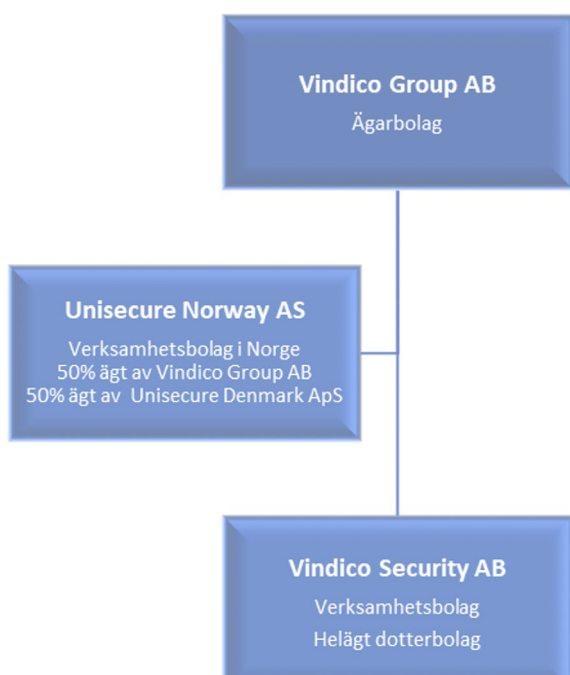 Vindico Group AB
Ägarbolag
Unisecure Norway AS
Verksamhetsbolag i Norge
50% ägt av Vindico Group AB
50% ägt av  Unisecure Denmark ApS
Vindico Security AB
Verksamhetsbolag
Helägt dotterbolag